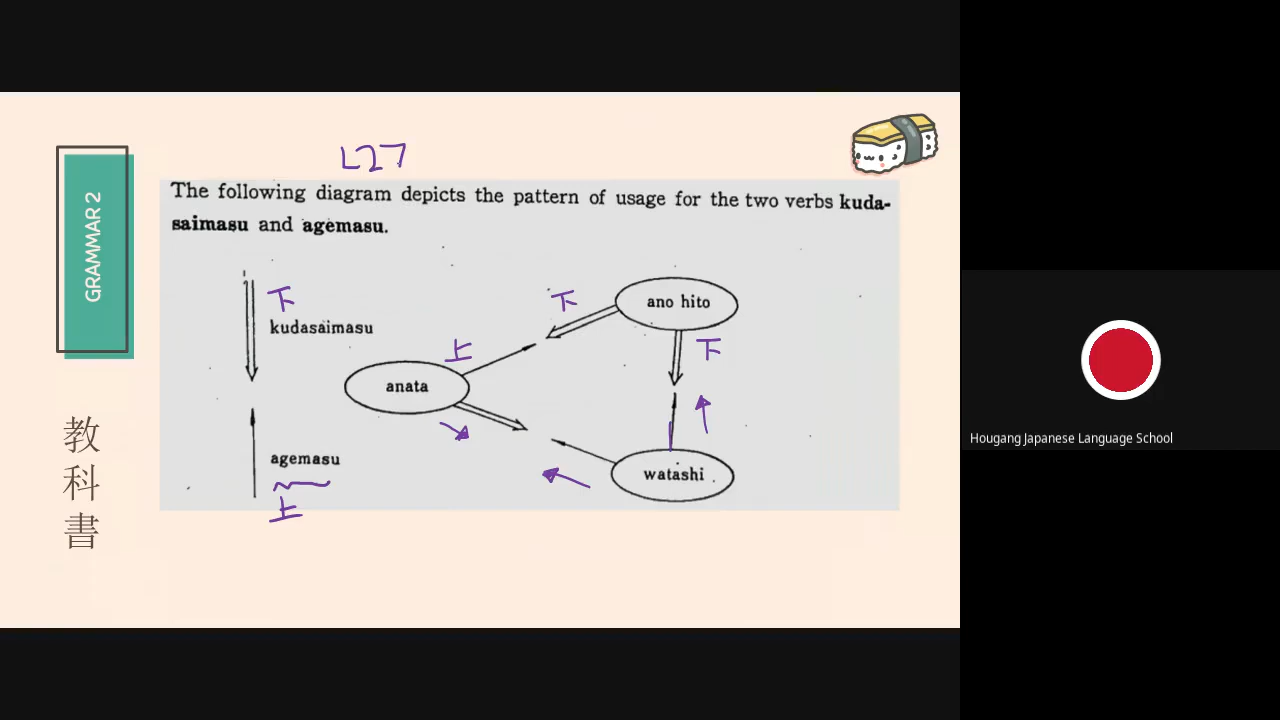 L27
GRAMMAR 2
The following diagram depicts the pattern of usage for the two verbs kuda-
saimasu and agemasu.
下
kudasaimasu
下
ano hito
上
下
anata
agemasu
上
watashi
教
科
書
Hougang Japanese Language School